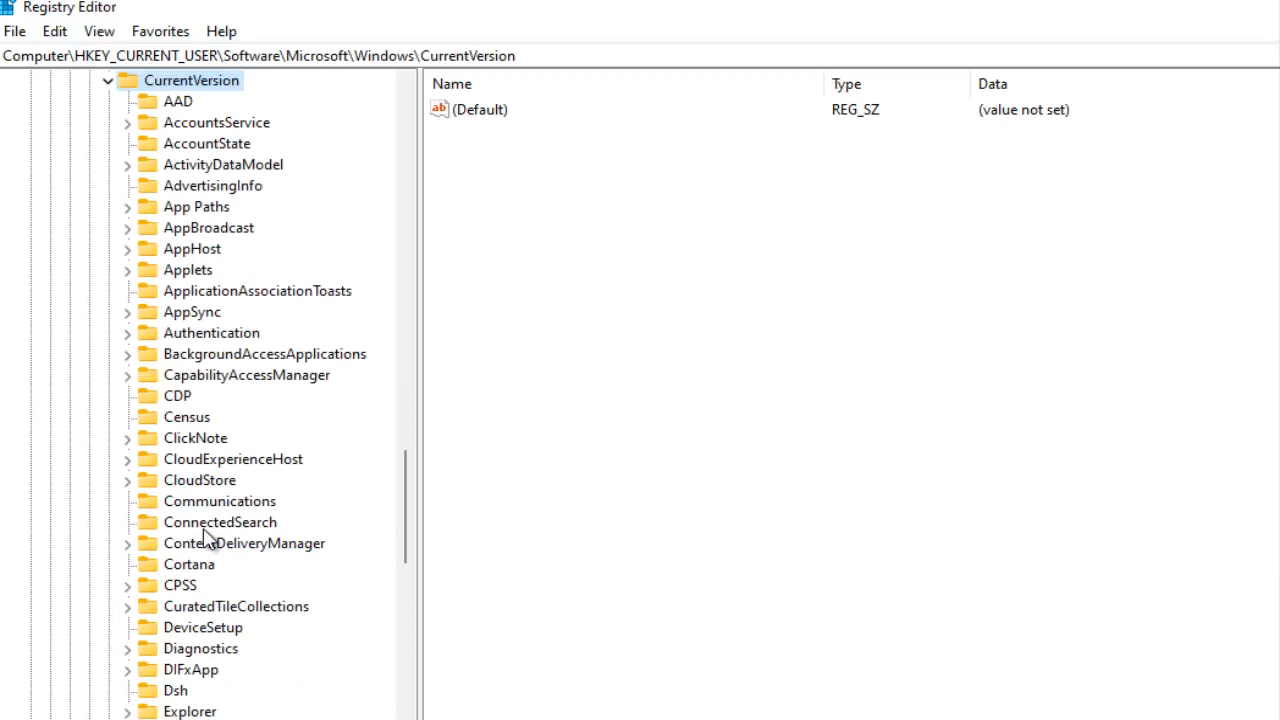 Registry Editor
File Edit View Favorites Help
Computer\HKEY_CURRENT_USER\Software\Microsoft\Windows\CurrentVersion
CurrentVersion
AAD
AccountsService
AccountState
ActivityDataModel
AdvertisingInfo
App Paths
AppBroadcast
AppHost
Applets
ApplicationAssociationToasts
AppSync
Authentication
BackgroundAccessApplications
CapabilityAccessManager
CDP
Census
ClickNote
CloudExperienceHost
CloudStore
Communications
ConnectedSearch
ContentDeliveryManager
Cortana
CPSS
CuratedTileCollections
DeviceSetup
Diagnostics
DIFxApp
Dsh
Explorer
Name Type Data
ab (Default) REG_SZ (value not set)